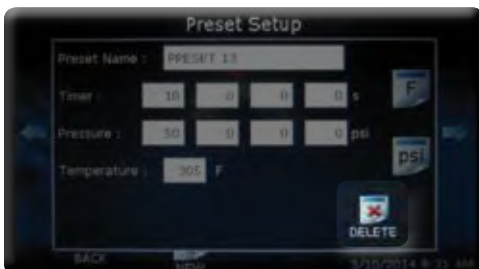 Preset Setup
Preset Name : PRESET 13
Timer : 10 0 0 0 s F
Pressure : 50 0 0 0 psi
psi
Temperature : 305 F
DELETE
BACK NEW 3/10/2014 8:21 AM